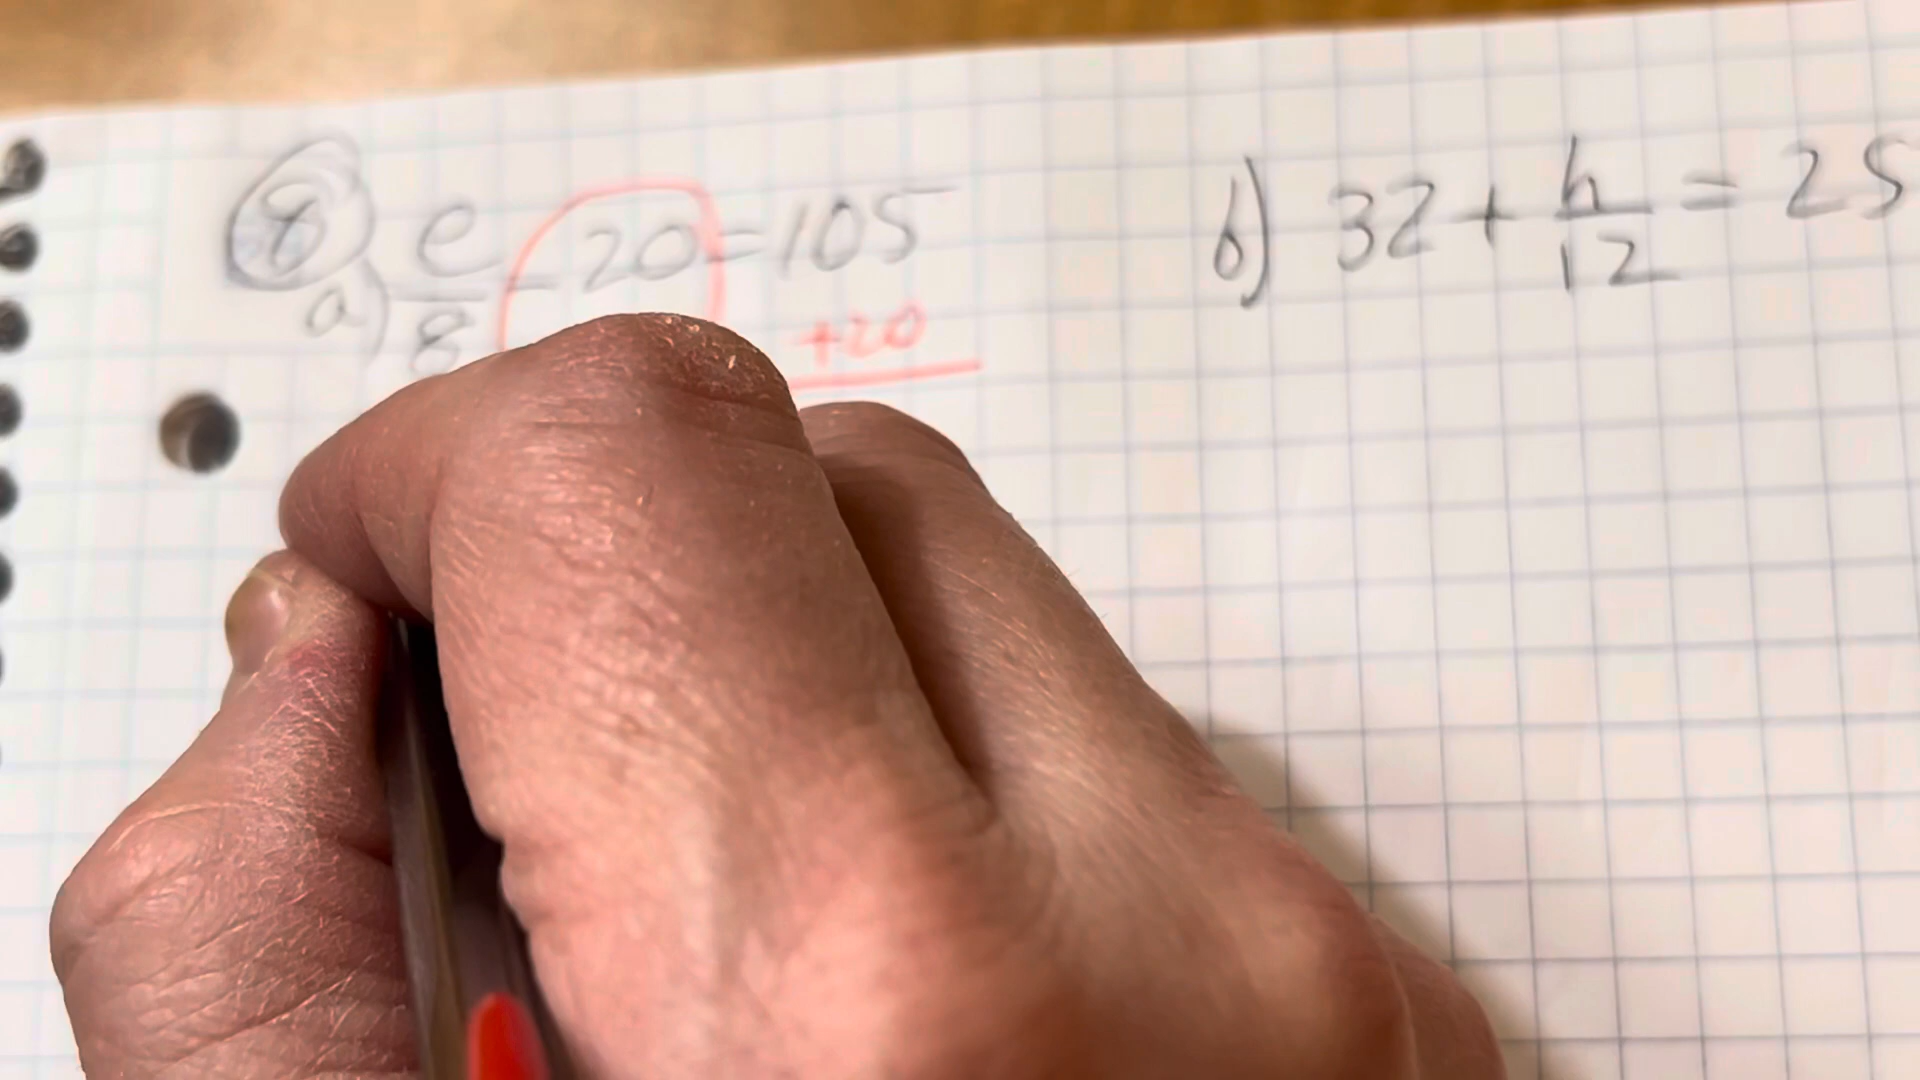 8
a) e/8 - 20 = 105
+20
b) 32 + h/12 = 25